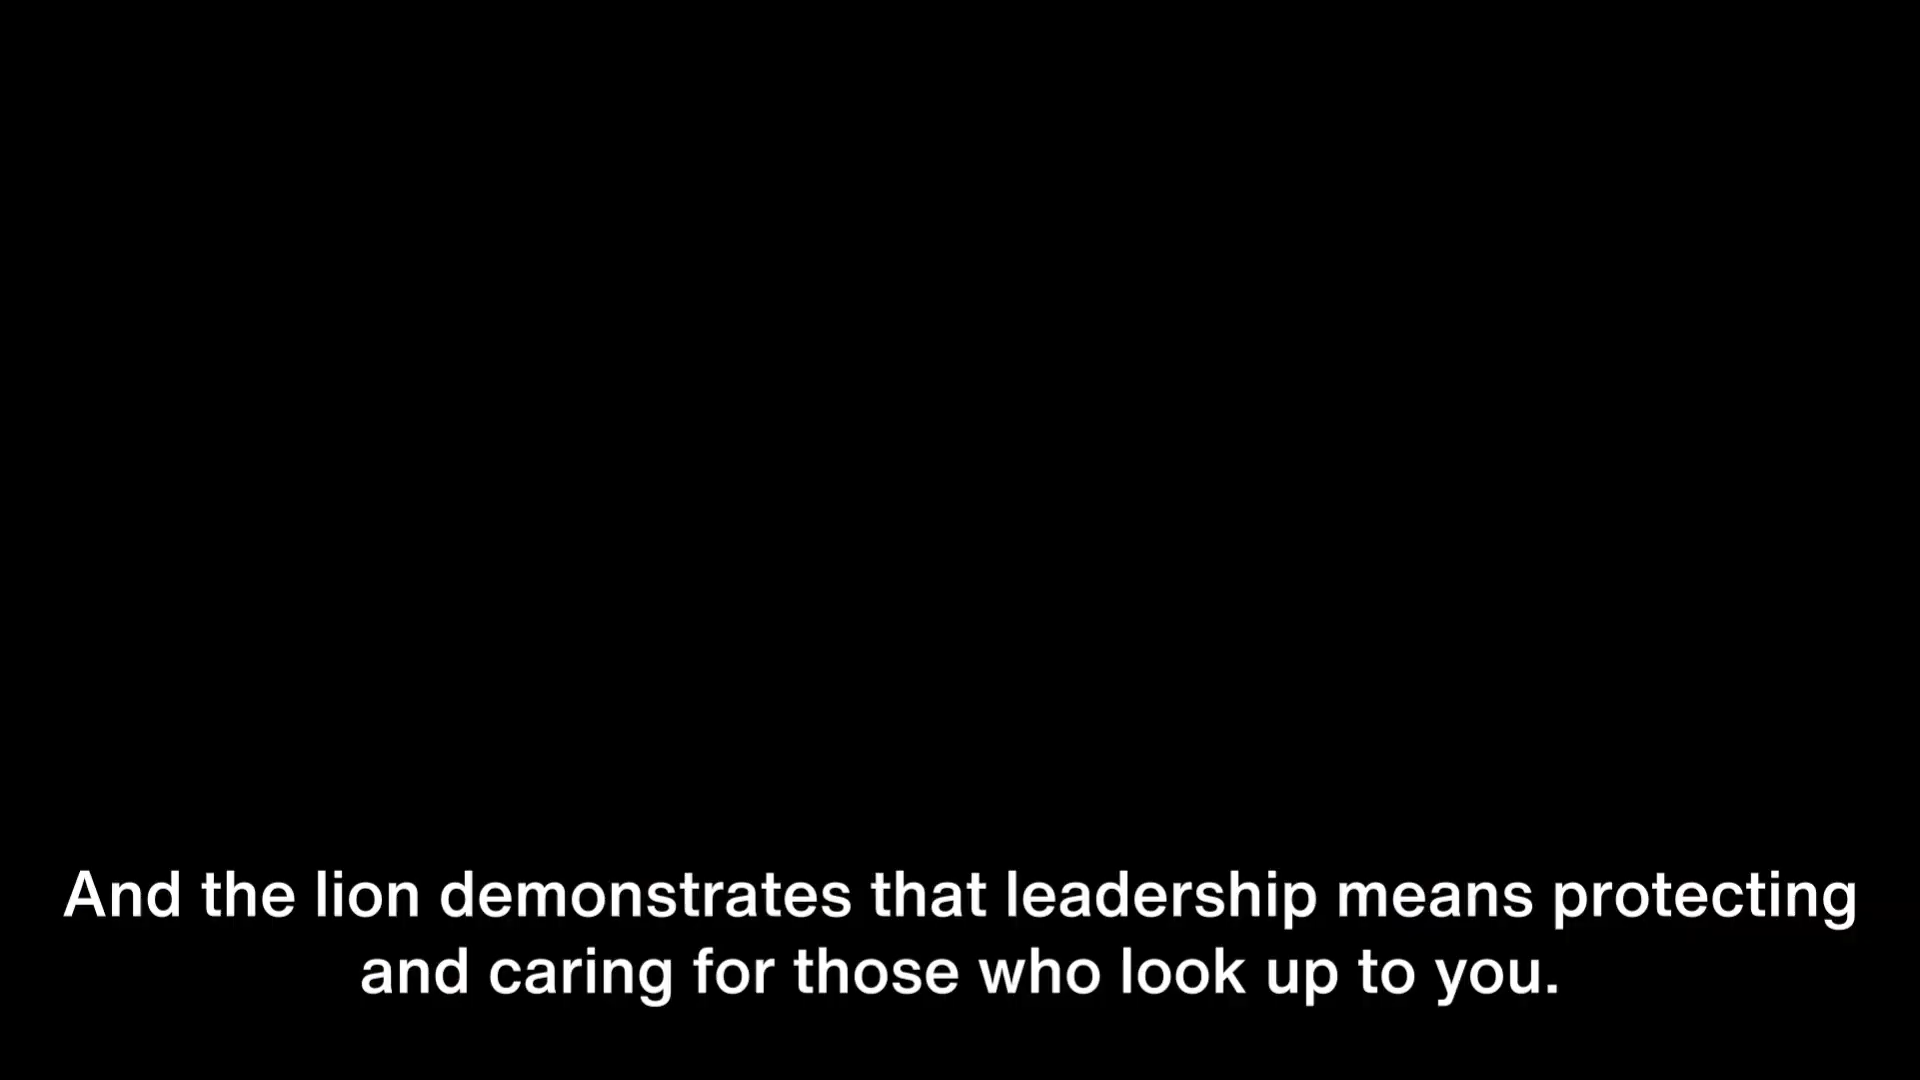 And the lion demonstrates that leadership means protecting
and caring for those who look up to you.